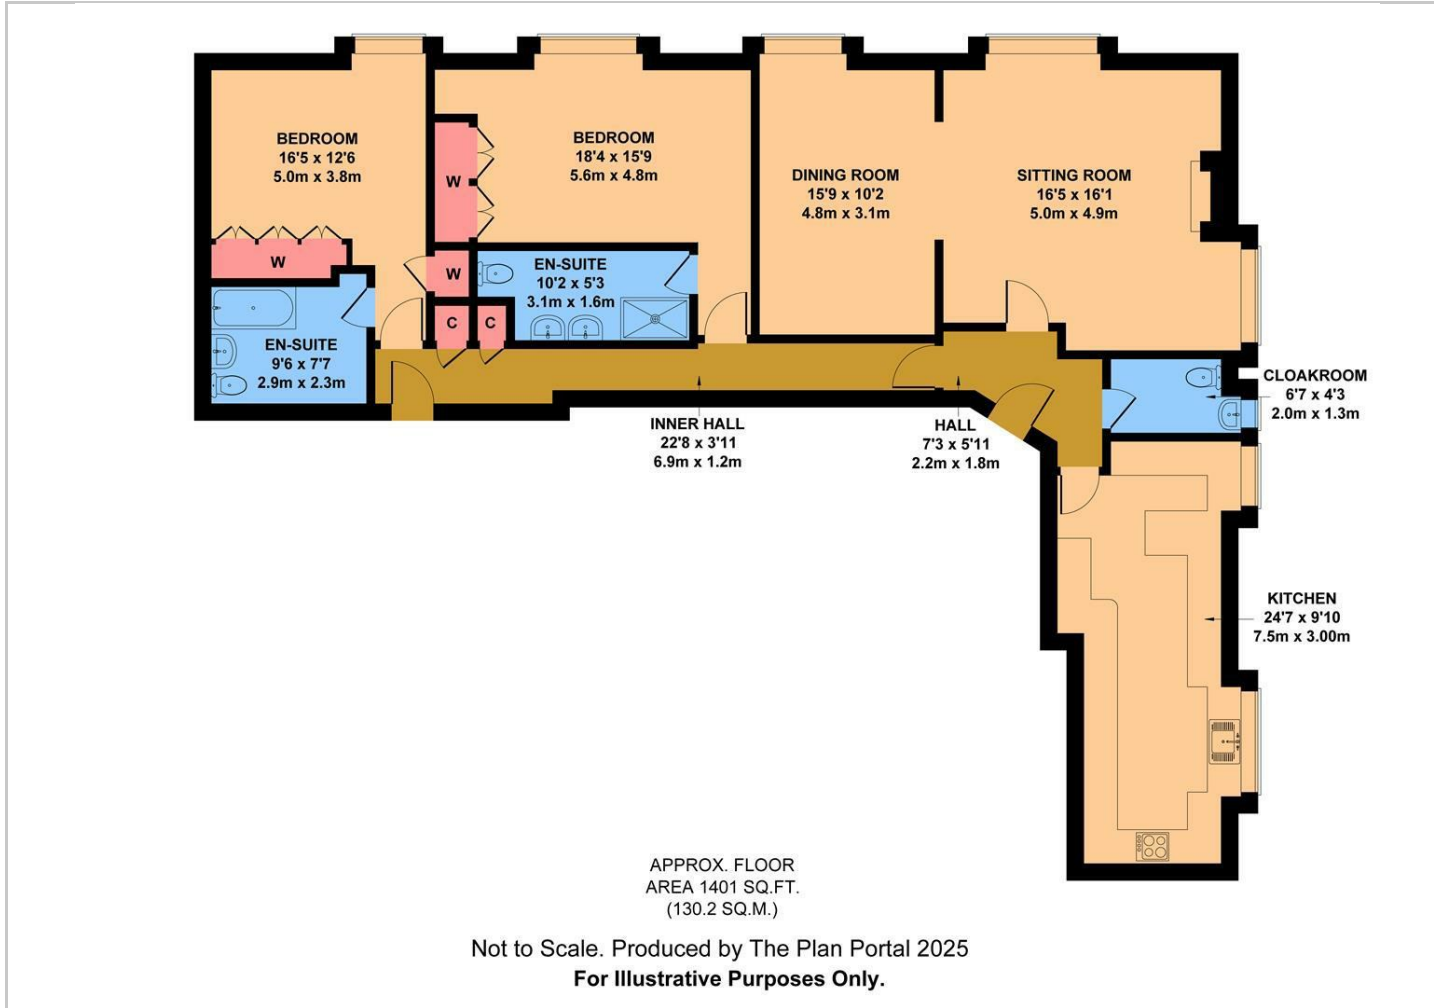 BEDROOM
16'5 x 12'6
5.0m x 3.8m
W
BEDROOM
18'4 x 15'9
5.6m x 4.8m
W
DINING ROOM
15'9 x 10'2
4.8m x 3.1m
SITTING ROOM
16'5 x 16'1
5.0m x 4.9m
W
EN-SUITE
10'2 x 5'3
3.1m x 1.6m
C
C
EN-SUITE
9'6 x 7'7
2.9m x 2.3m
CLOAKROOM
6'7 x 4'3
2.0m x 1.3m
INNER HALL
22'8 x 3'11
6.9m x 1.2m
HALL
7'3 x 5'11
2.2m x 1.8m
KITCHEN
24'7 x 9'10
7.5m x 3.00m
APPROX. FLOOR
AREA 1401 SQ.FT.
(130.2 SQ.M.)
Not to Scale. Produced by The Plan Portal 2025
For Illustrative Purposes Only.